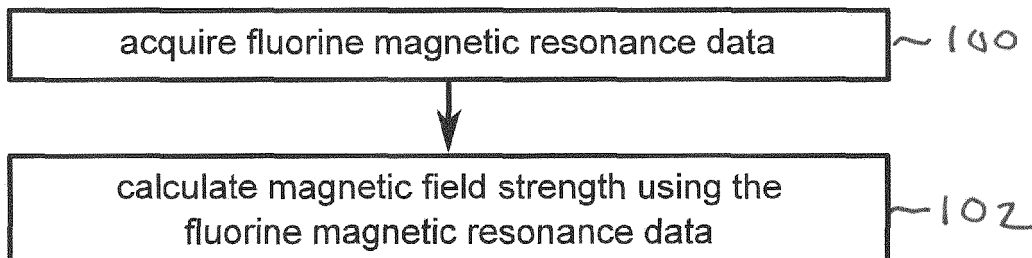 acquire fluorine magnetic resonance data ~100
calculate magnetic field strength using the
fluorine magnetic resonance data ~102